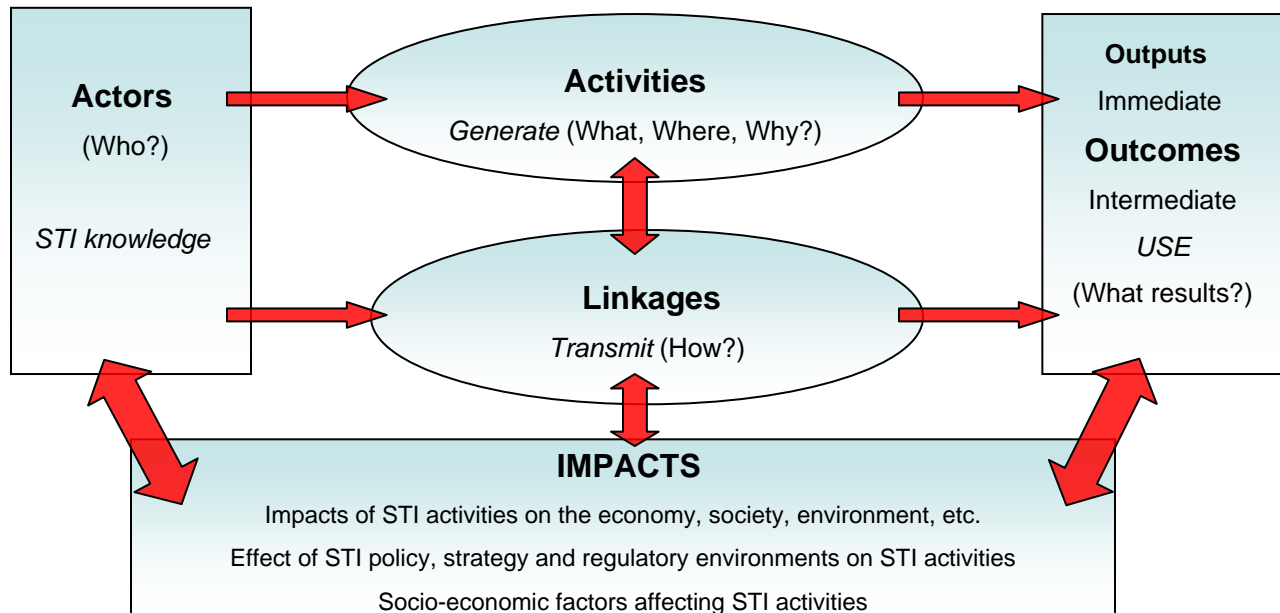 Actors
(Who?)
STI knowledge
Activities
Generate (What, Where, Why?)
Linkages
Transmit (How?)
Outputs
Immediate
Outcomes
Intermediate
USE
(What results?)
IMPACTS
Impacts of STI activities on the economy, society, environment, etc.
Effect of STI policy, strategy and regulatory environments on STI activities
Socio-economic factors affecting STI activities